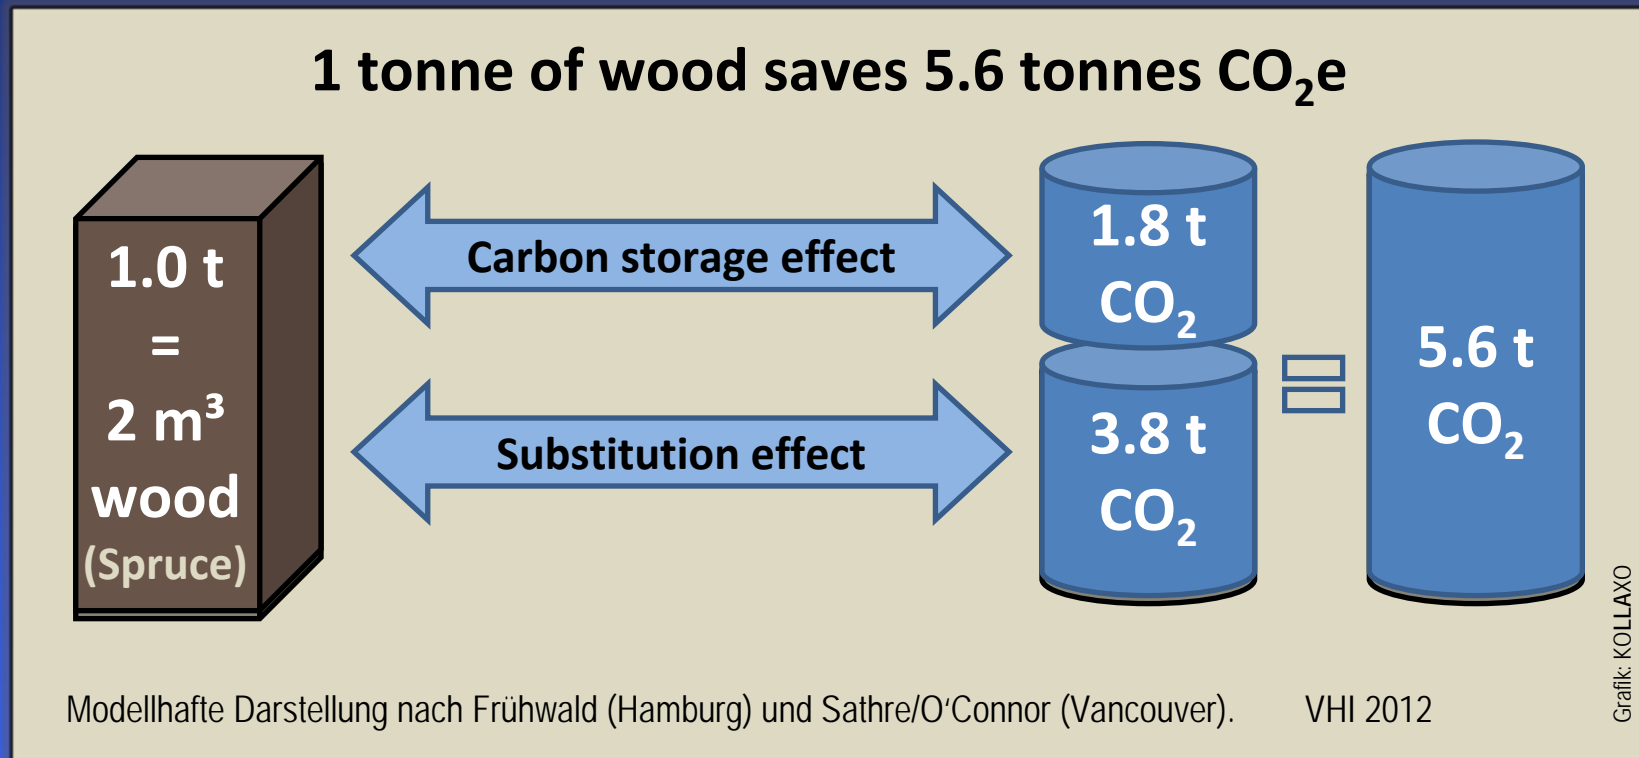 1 tonne of wood saves 5.6 tonnes CO₂e
1.0 t
=
2 m³
wood
(Spruce)
Carbon storage effect
Substitution effect
1.8 t
CO₂
3.8 t
CO₂
5.6 t
CO₂
Modellhafte Darstellung nach Frühwald (Hamburg) und Sathre/O'Connor (Vancouver). VHI 2012
Grafik: KOLLAXO